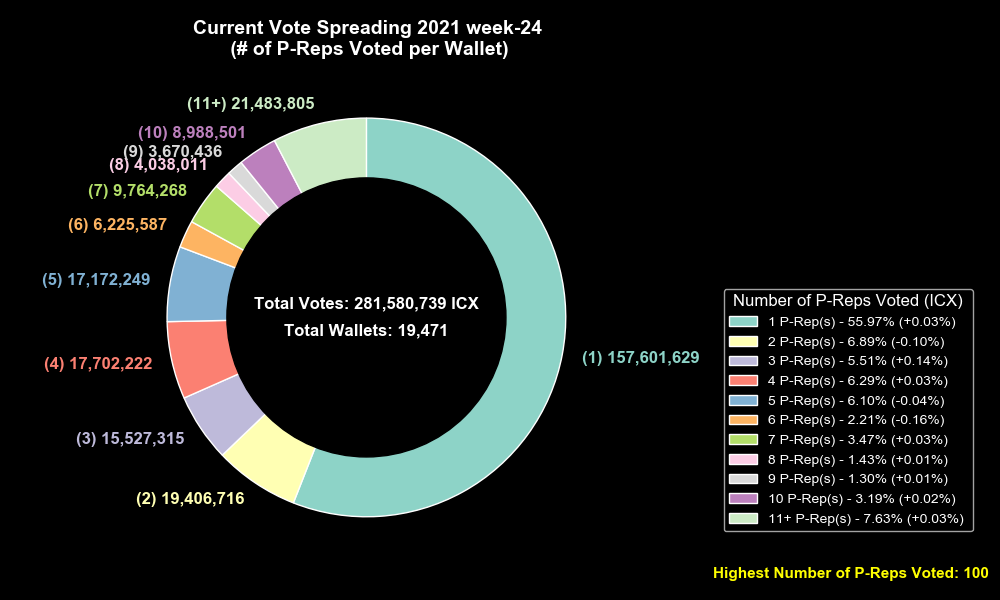 Current Vote Spreading 2021 week-24
(# of P-Reps Voted per Wallet)
(11+) 21,483,805
(10) 8,988,501
(9) 3,670,436
(8) 4,038,011
(7) 9,764,268
(6) 6,225,587
(5) 17,172,249
(4) 17,702,222
(3) 15,527,315
(2) 19,406,716
(1) 157,601,629
Total Votes: 281,580,739 ICX
Total Wallets: 19,471
Number of P-Reps Voted (ICX)
1 P-Rep(s) - 55.97% (+0.03%)
2 P-Rep(s) - 6.89% (-0.10%)
3 P-Rep(s) - 5.51% (+0.14%)
4 P-Rep(s) - 6.29% (+0.03%)
5 P-Rep(s) - 6.10% (-0.04%)
6 P-Rep(s) - 2.21% (-0.16%)
7 P-Rep(s) - 3.47% (+0.03%)
8 P-Rep(s) - 1.43% (+0.01%)
9 P-Rep(s) - 1.30% (+0.01%)
10 P-Rep(s) - 3.19% (+0.02%)
11+ P-Rep(s) - 7.63% (+0.03%)
Highest Number of P-Reps Voted: 100